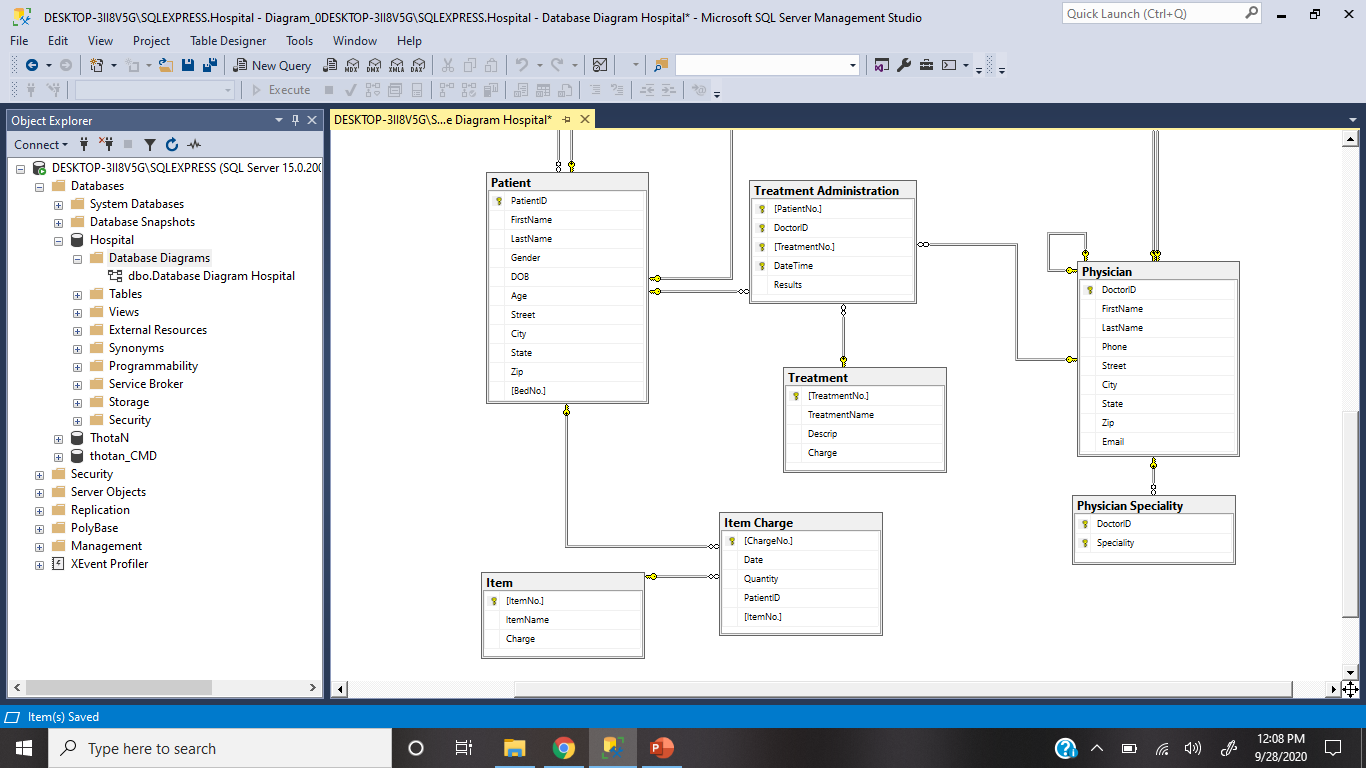 DESKTOP-3II8V5G\SQLEXPRESS.Hospital - Diagram_0DESKTOP-3II8V5G\SQLEXPRESS.Hospital - Database Diagram Hospital* - Microsoft SQL Server Management Studio
Quick Launch (Ctrl+Q)
File Edit View Project Table Designer Tools Window Help
New Query MDX DMX XMLA DAX
Execute
Object Explorer
Connect
DESKTOP-3II8V5G\SQLEXPRESS (SQL Server 15.0.200
Databases
System Databases
Database Snapshots
Hospital
Database Diagrams
dbo.Database Diagram Hospital
Tables
Views
External Resources
Synonyms
Programmability
Service Broker
Storage
Security
ThotaN
thotan_CMD
Security
Server Objects
Replication
PolyBase
Management
XEvent Profiler
DESKTOP-3II8V5G\S...e Diagram Hospital*
Patient
PatientID
FirstName
LastName
Gender
DOB
Age
Street
City
State
Zip
[BedNo.]
Treatment Administration
[PatientNo.]
DoctorID
[TreatmentNo.]
DateTime
Results
Treatment
[TreatmentNo.]
TreatmentName
Descrip
Charge
Physician
DoctorID
FirstName
LastName
Phone
Street
City
State
Zip
Email
Physician Speciality
DoctorID
Speciality
Item Charge
[ChargeNo.]
Date
Quantity
PatientID
[ItemNo.]
Item
[ItemNo.]
ItemName
Charge
Item(s) Saved
Type here to search
12:08 PM
9/28/2020